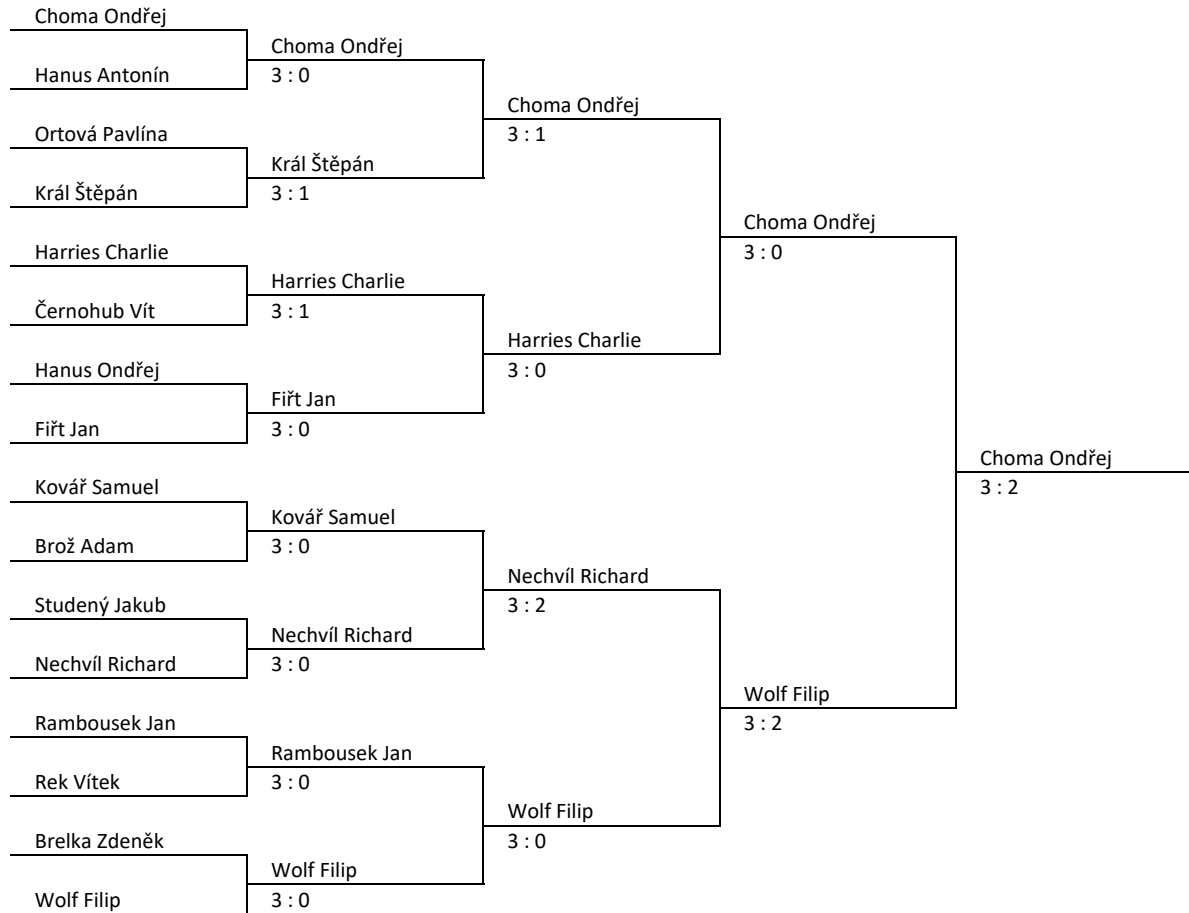 Choma Ondřej
Choma Ondřej
Hanus Antonín
3 : 0
Choma Ondřej
Ortová Pavlína
3 : 1
Král Štěpán
Král Štěpán
3 : 1
Choma Ondřej
Harries Charlie
3 : 0
Harries Charlie
Černohub Vít
3 : 1
Harries Charlie
Hanus Ondřej
3 : 0
Fiřt Jan
Fiřt Jan
3 : 0
Choma Ondřej
Kovář Samuel
3 : 2
Kovář Samuel
Brož Adam
3 : 0
Nechvíl Richard
Studený Jakub
3 : 2
Nechvíl Richard
Nechvíl Richard
3 : 0
Wolf Filip
Rambousek Jan
3 : 2
Rambousek Jan
Rek Vítek
3 : 0
Wolf Filip
Brelka Zdeněk
3 : 0
Wolf Filip
Wolf Filip
3 : 0